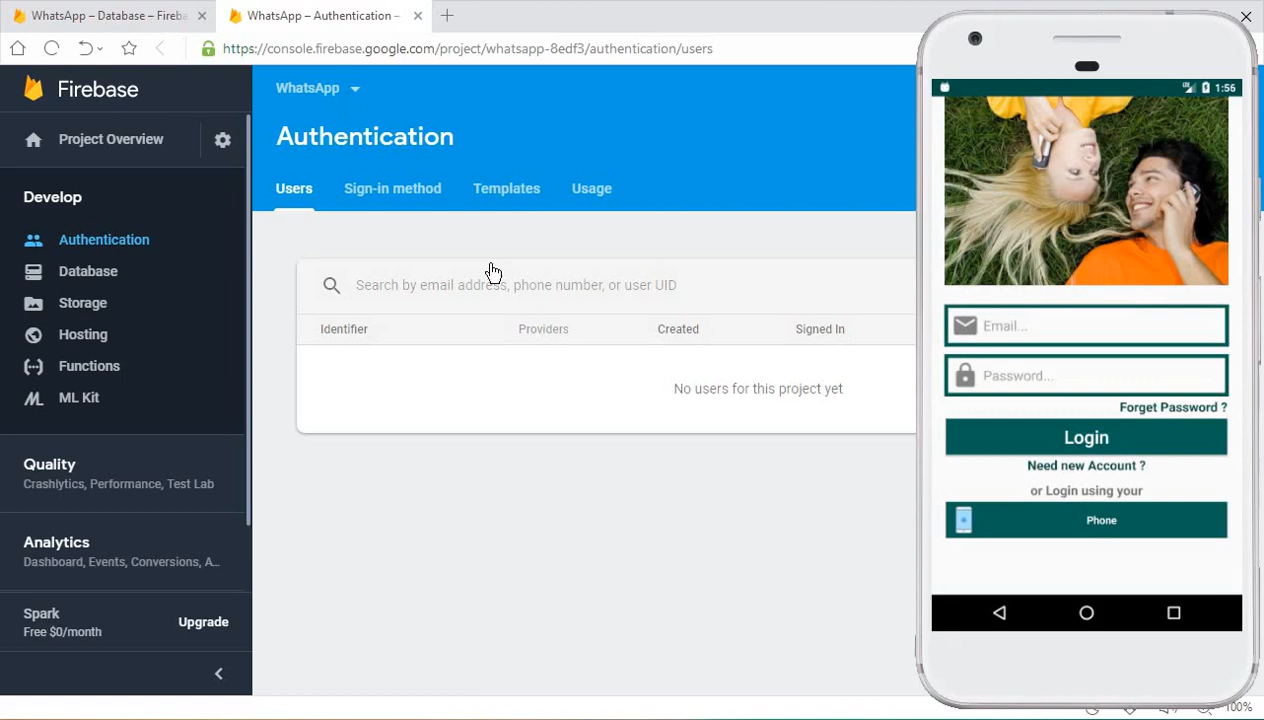 WhatsApp – Database – Fireba
WhatsApp – Authentication –
https://console.firebase.google.com/project/whatsapp-8edf3/authentication/users
Firebase
Project Overview
Develop
Authentication
Database
Storage
Hosting
Functions
ML Kit
Quality
Crashlytics, Performance, Test Lab
Analytics
Dashboard, Events, Conversions, A...
Spark
Free $0/month
Upgrade
WhatsApp
Authentication
Users
Sign-in method
Templates
Usage
Search by email address, phone number, or user UID
Identifier
Providers
Created
Signed In
No users for this project yet
1:56
Email...
Password...
Forget Password ?
Login
Need new Account ?
or Login using your
Phone
100%